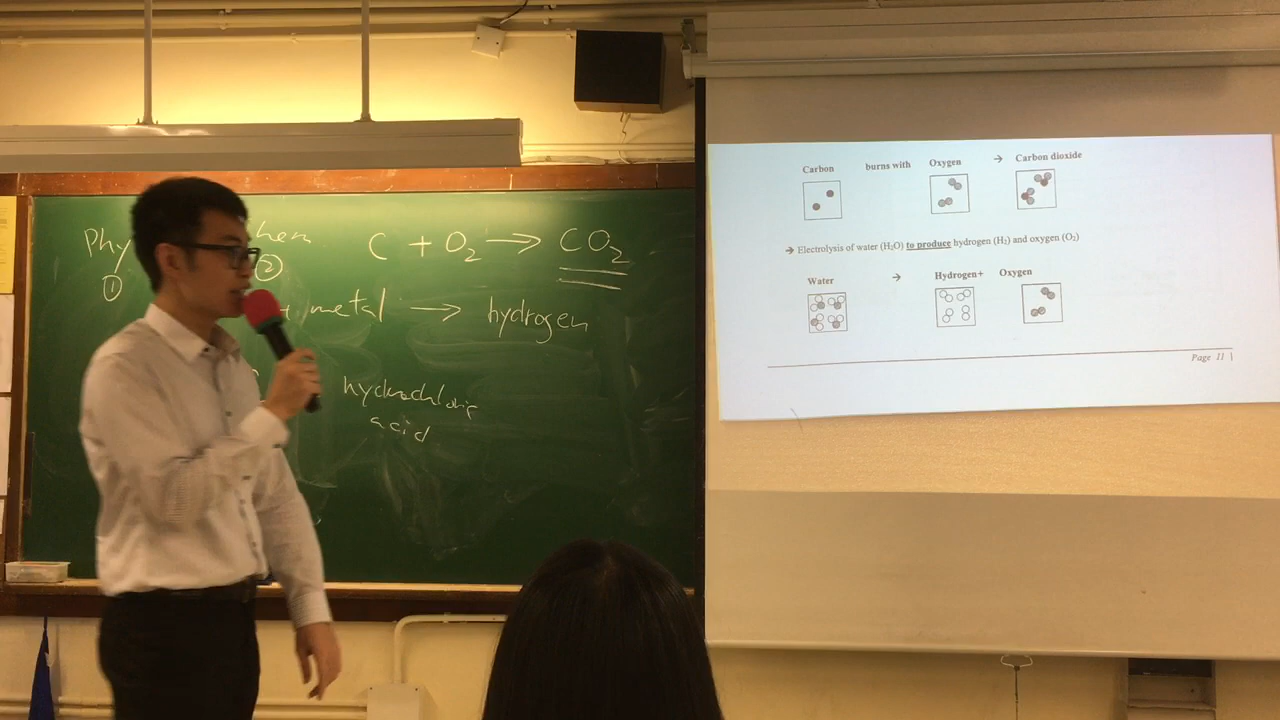 Phy
①
②
C + O₂ → CO₂
+ metal → hydrogen
hydrochloric
acid
Carbon burns with Oxygen → Carbon dioxide
→ Electrolysis of water (H₂O) to produce hydrogen (H₂) and oxygen (O₂)
Water → Hydrogen+ Oxygen
Page 11 |